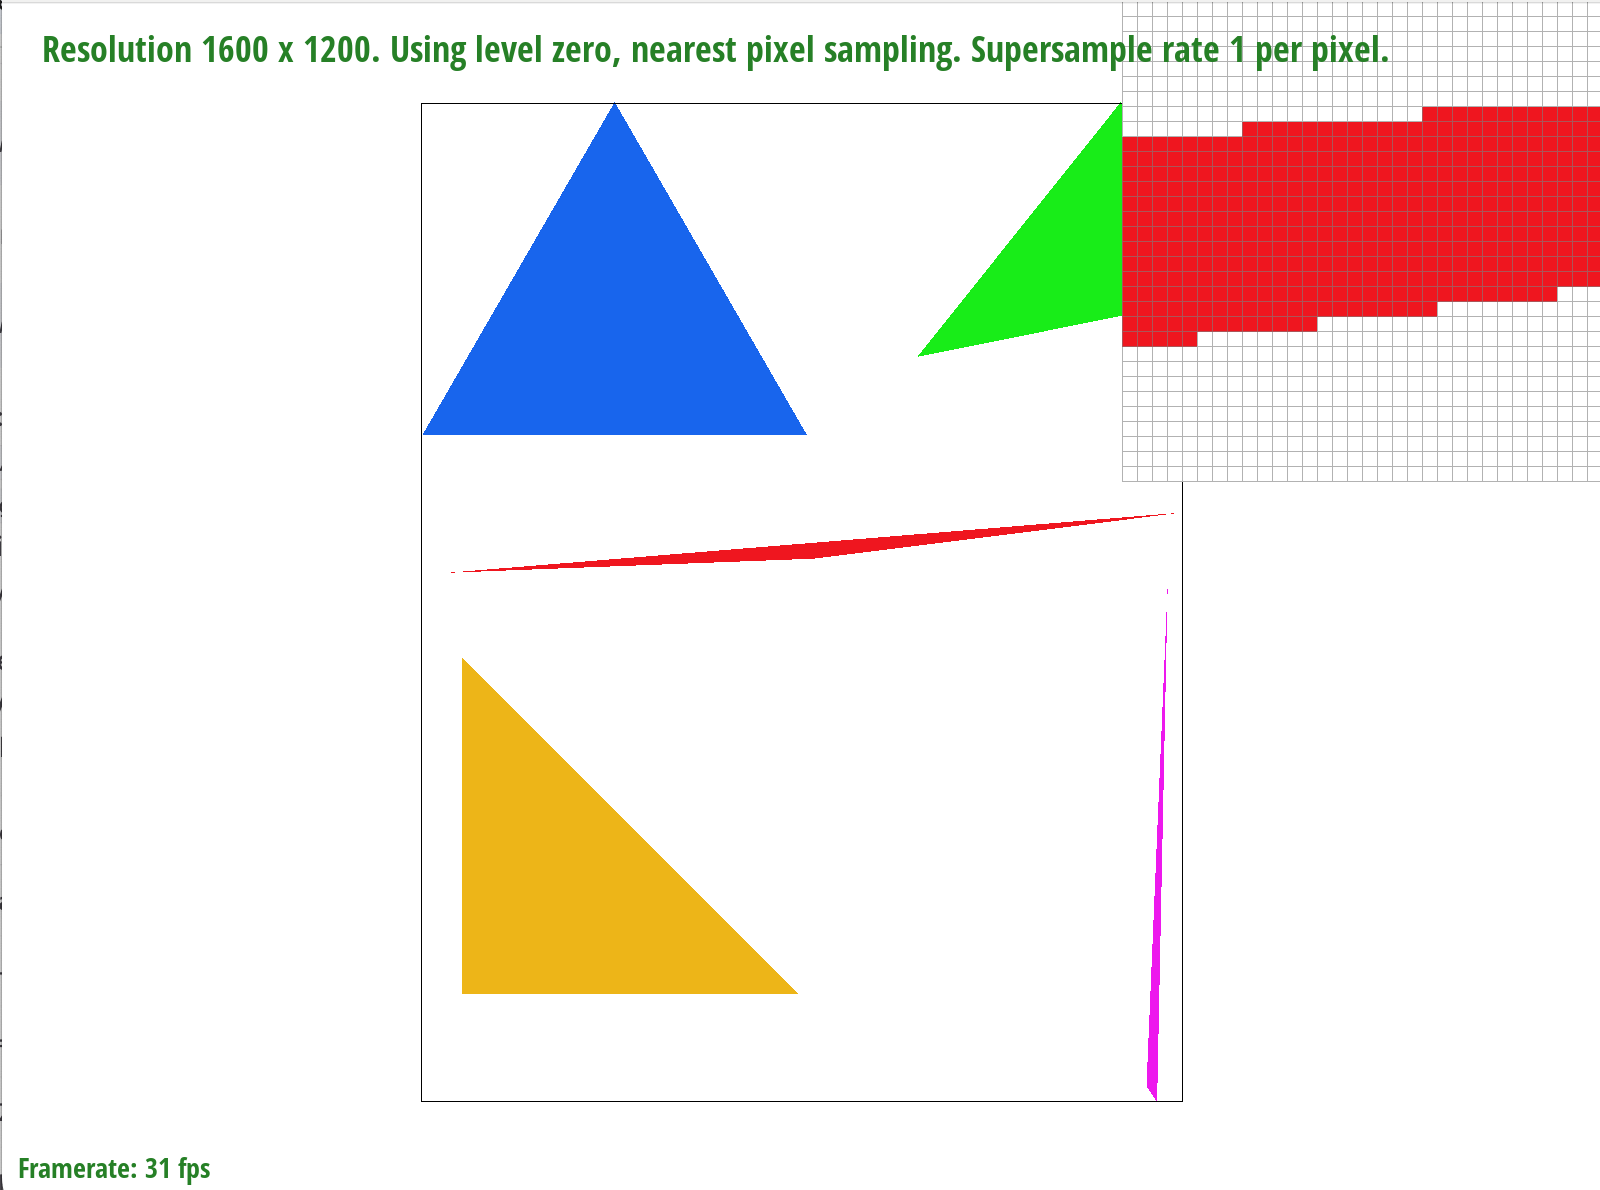 Resolution 1600 x 1200. Using level zero, nearest pixel sampling. Supersample rate 1 per pixel.
Framerate: 31 fps